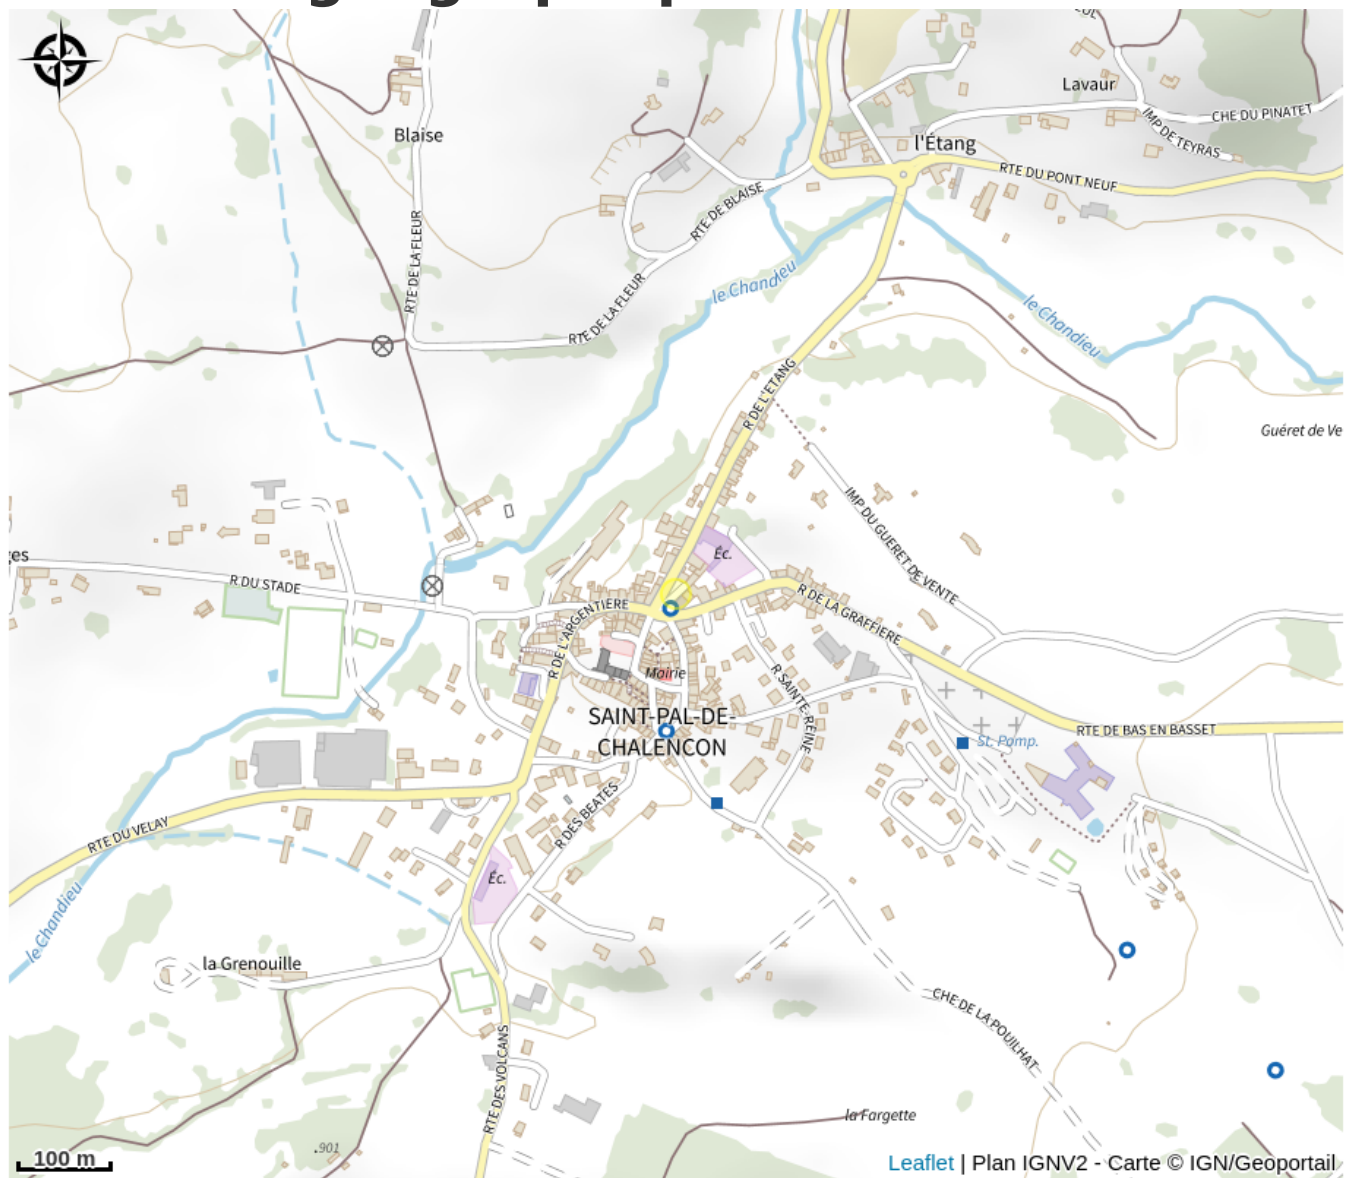 Lavaur
CHE DU PINATET
IMP DE TEYRAS
Blaise
l'Étang
RTE DU PONT NEUF
RTE DE BLAISE
RTE DE LA FLEUR
le Chandieu
RTE DE LA FLEUR
le Chandieu
R DE L'ETANG
Guéret de Ve
IMP DU GUERET DE VENTE
ges
Éc.
R DU STADE
R DE L'ARGENTIERE
R DE LA GRAFFIERE
Mairie
R SAINTE-REINE
SAINT-PAL-DE-
CHALENCON
RTE DE BAS EN BASSET
St. Pomp.
RTE DU VELAY
R DES BEATES
Éc.
le Chandieu
la Grenouille
CHE DE LA POUILHAT
RTE DES VOLCANS
la Fargette
.901
100 m
Leaflet | Plan IGNV2 - Carte © IGN/Geoportail